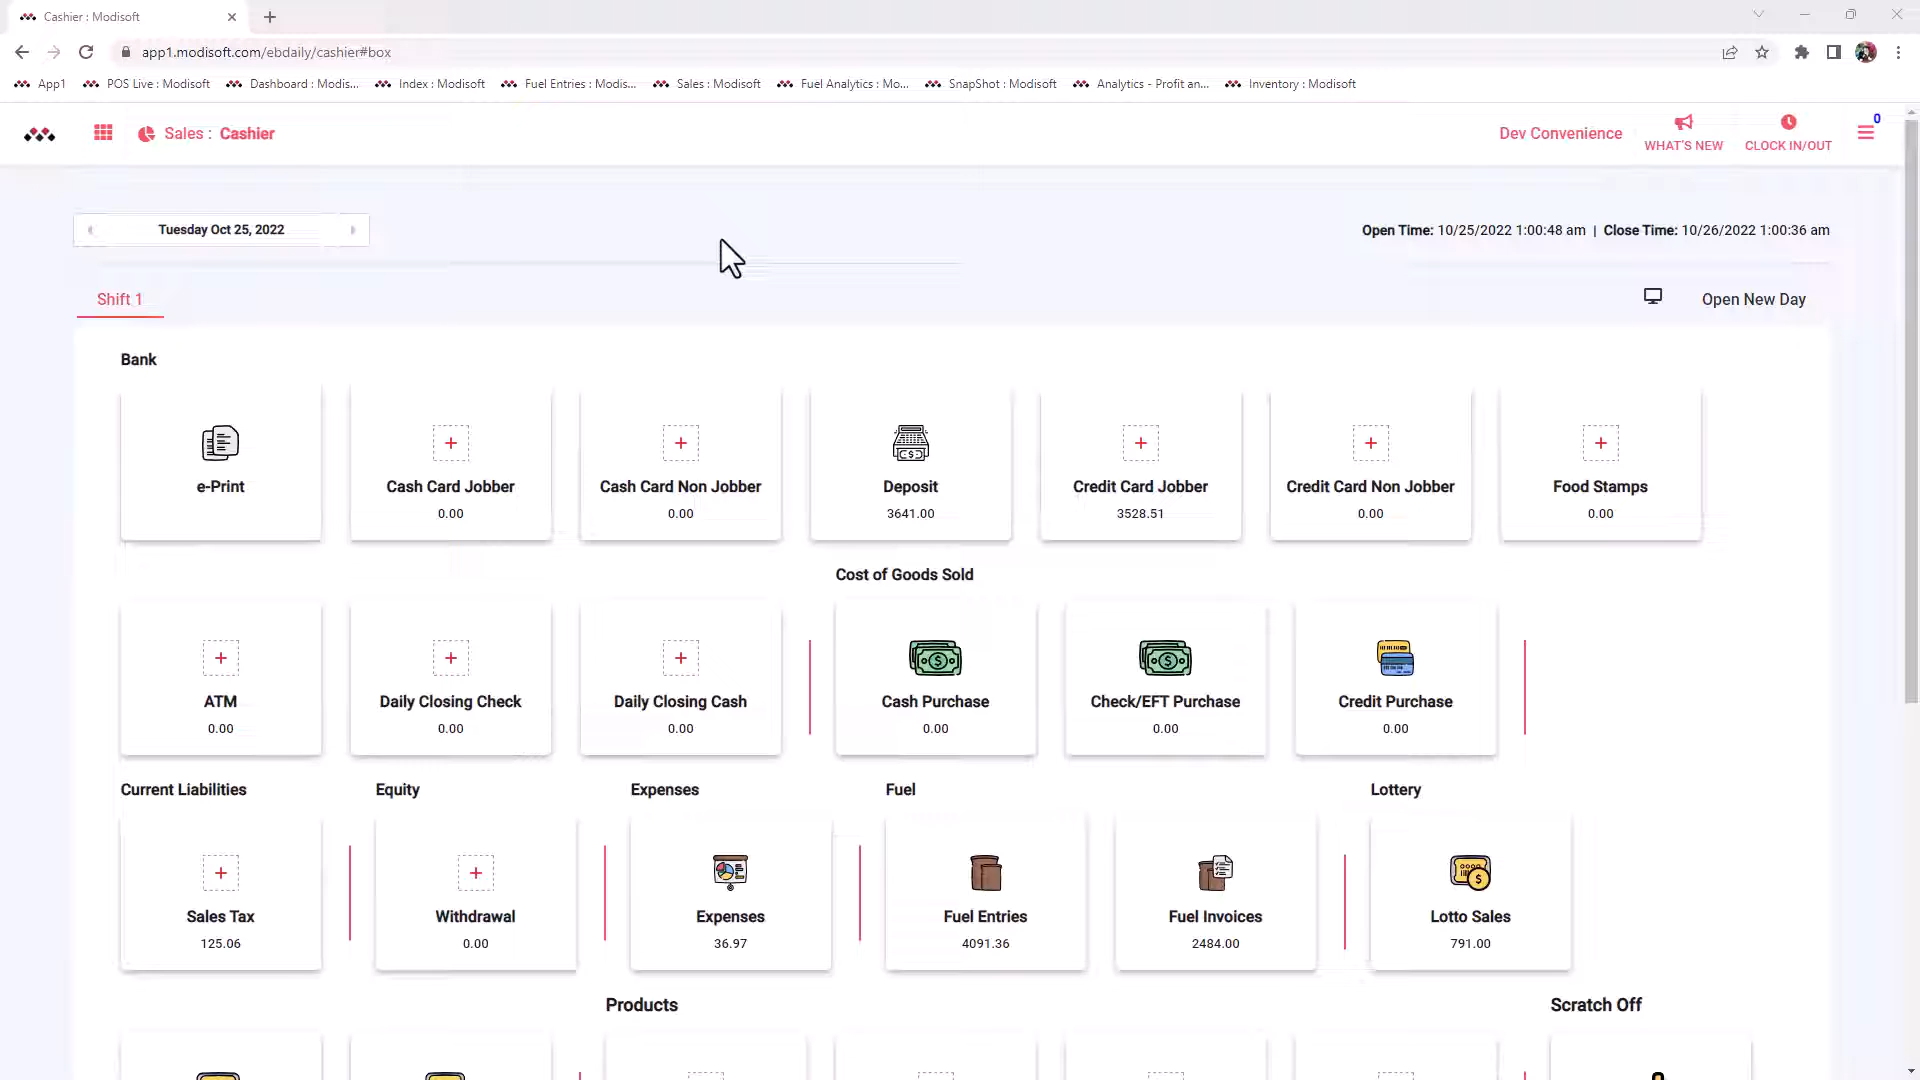 Cashier : Modisoft
app1.modisoft.com/ebdaily/cashier#box
App1 POS Live : Modisoft Dashboard : Modis... Index : Modisoft Fuel Entries : Modis... Sales : Modisoft Fuel Analytics : Mo... SnapShot : Modisoft Analytics - Profit an... Inventory : Modisoft
Sales : Cashier
Dev Convenience
WHAT'S NEW
CLOCK IN/OUT
0
Tuesday Oct 25, 2022
Open Time: 10/25/2022 1:00:48 am | Close Time: 10/26/2022 1:00:36 am
Shift 1
Open New Day
Bank
e-Print
Cash Card Jobber
0.00
Cash Card Non Jobber
0.00
Deposit
3641.00
Credit Card Jobber
3528.51
Credit Card Non Jobber
0.00
Food Stamps
0.00
Cost of Goods Sold
ATM
0.00
Daily Closing Check
0.00
Daily Closing Cash
0.00
Cash Purchase
0.00
Check/EFT Purchase
0.00
Credit Purchase
0.00
Current Liabilities
Equity
Expenses
Fuel
Lottery
Sales Tax
125.06
Withdrawal
0.00
Expenses
36.97
Fuel Entries
4091.36
Fuel Invoices
2484.00
Lotto Sales
791.00
Products
Scratch Off